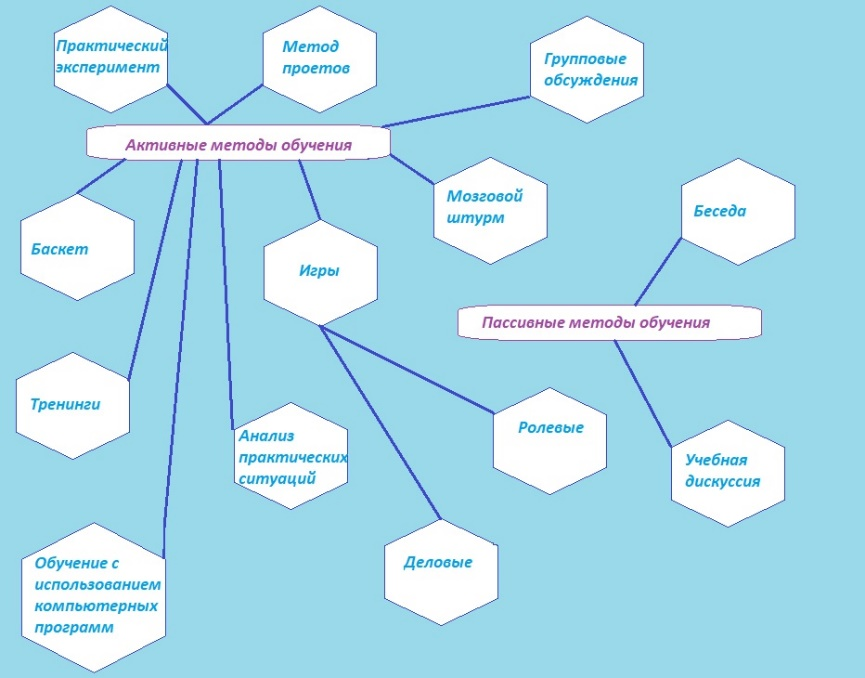 Практический
эксперимент
Метод
проетов
Групповые
обсуждения
Активные методы обучения
Мозговой
штурм
Беседа
Баскет
Игры
Пассивные методы обучения
Тренинги
Ролевые
Анализ
практических
ситуаций
Учебная
дискуссия
Деловые
Обучение с
использованием
компьютерных
программ